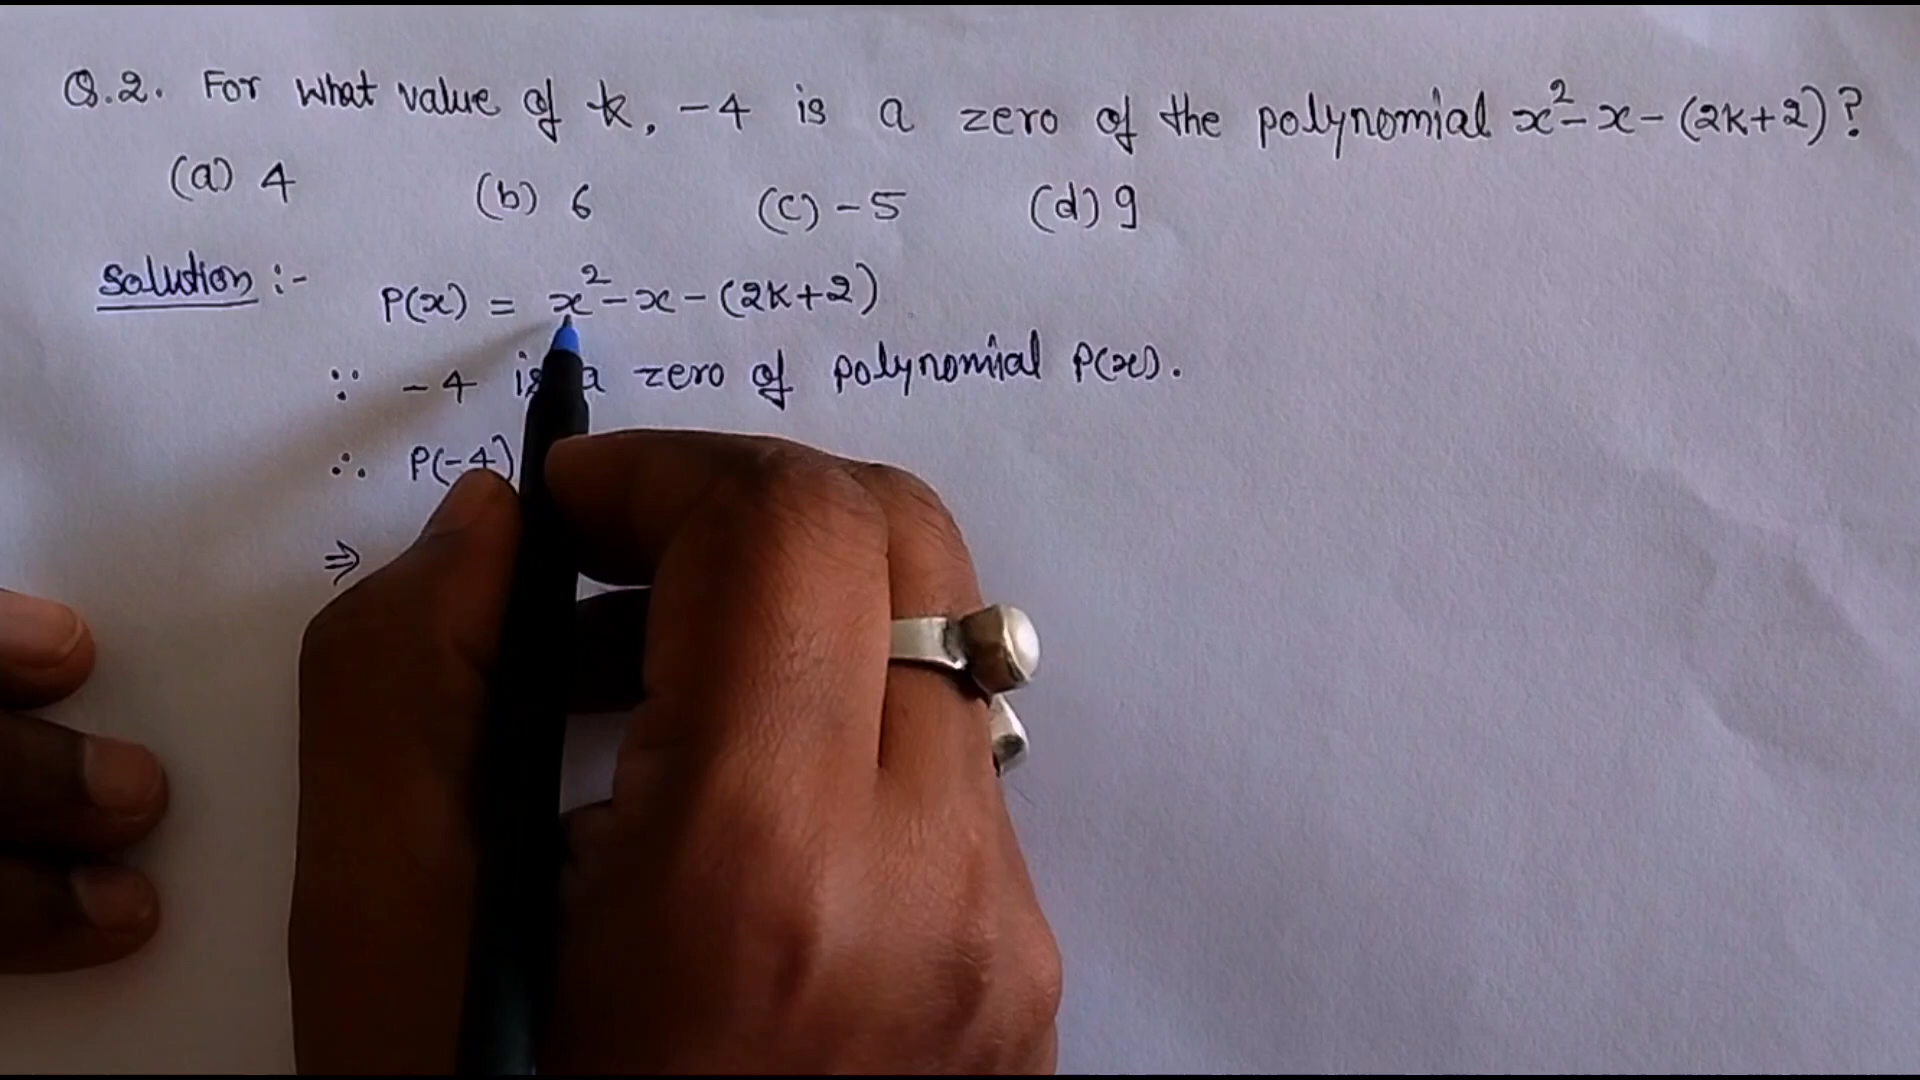 Q.2. For what value of k, -4 is a zero of the polynomial x²-x-(2k+2)?
(a) 4 (b) 6 (c) -5 (d) 9
Solution :- P(x) = x²-x-(2k+2)
∵ -4 is a zero of polynomial P(x).
∴ P(-4)
⇒